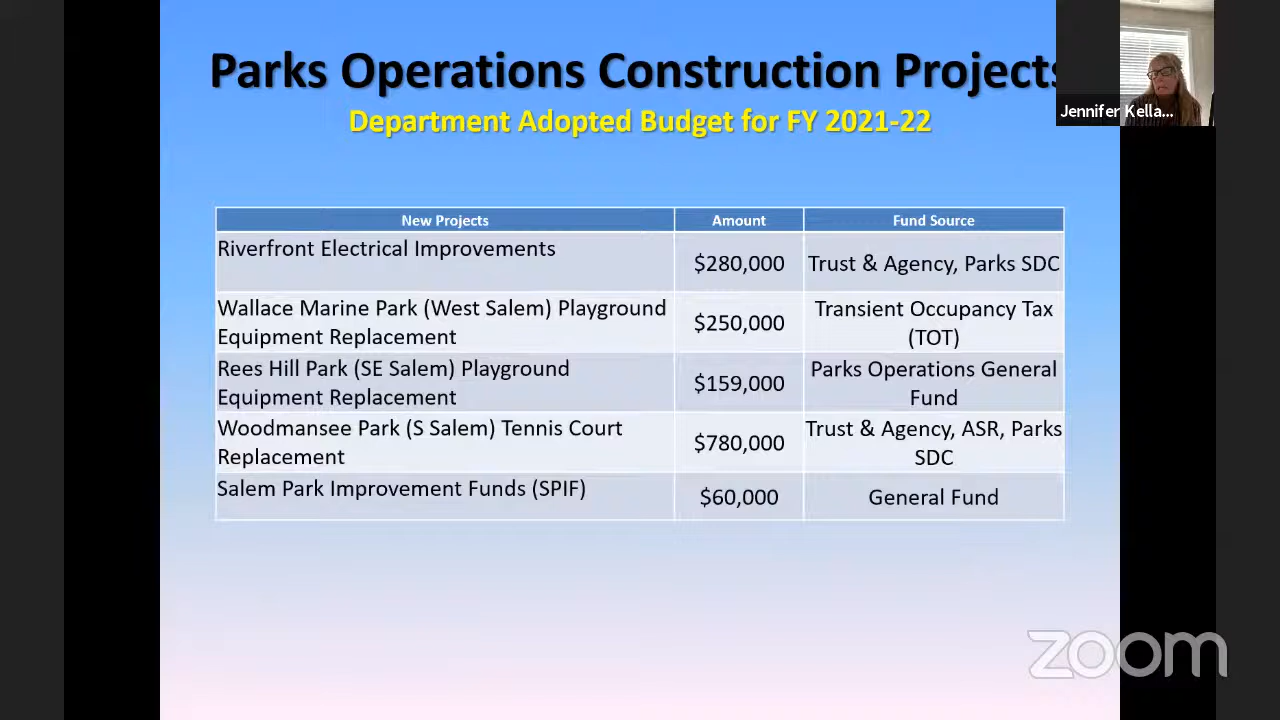 Parks Operations Construction Projects
Department Adopted Budget for FY 2021-22
Jennifer Kella...
New Projects Amount Fund Source
Riverfront Electrical Improvements $280,000 Trust & Agency, Parks SDC
Wallace Marine Park (West Salem) Playground
Equipment Replacement
$250,000
Transient Occupancy Tax
(TOT)
Rees Hill Park (SE Salem) Playground
Equipment Replacement
$159,000
Parks Operations General
Fund
Woodmansee Park (S Salem) Tennis Court
Replacement
$780,000
Trust & Agency, ASR, Parks
SDC
Salem Park Improvement Funds (SPIF) $60,000 General Fund
zoom